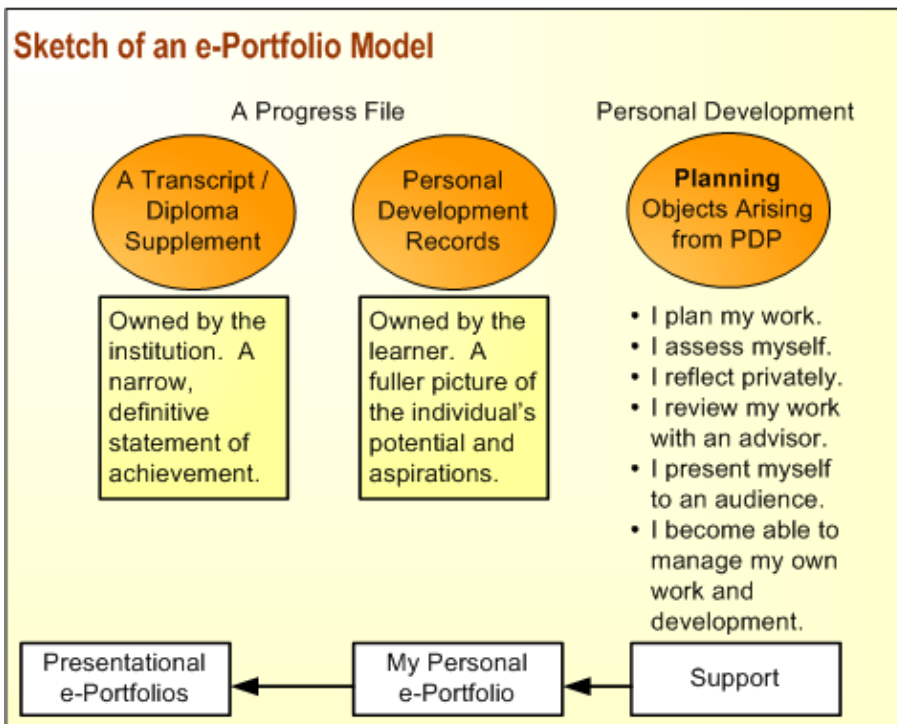 Sketch of an e-Portfolio Model
A Progress File
Personal Development
A Transcript /
Diploma
Supplement
Personal
Development
Records
Planning
Objects Arising
from PDP
Owned by the
institution.  A
narrow,
definitive
statement of
achievement.
Owned by the
learner.  A
fuller picture of
the individual's
potential and
aspirations.
• I plan my work.
• I assess myself.
• I reflect privately.
• I review my work
with an advisor.
• I present myself
to an audience.
• I become able to
manage my own
work and
development.
Presentational
e-Portfolios
My Personal
e-Portfolio
Support